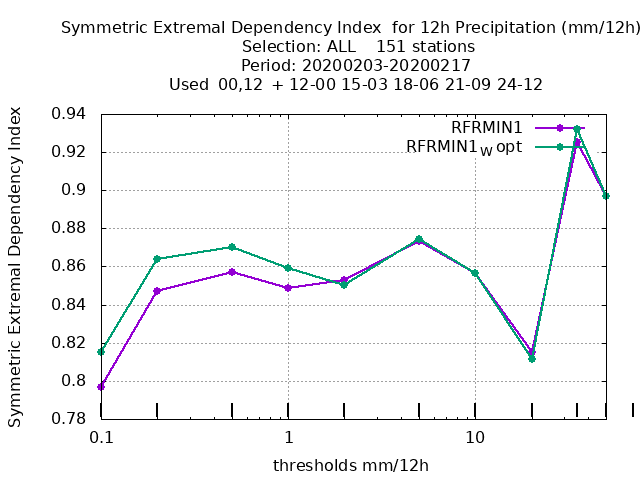 Symmetric Extremal Dependency Index  for 12h Precipitation (mm/12h)
Selection: ALL    151 stations
Period: 20200203-20200217
Used  00,12  + 12-00 15-03 18-06 21-09 24-12
RFRMIN1
RFRMIN1W opt
0.94
0.92
0.9
0.88
0.86
0.84
0.82
0.8
0.78
Symmetric Extremal Dependency Index
0.1 1 10
thresholds mm/12h